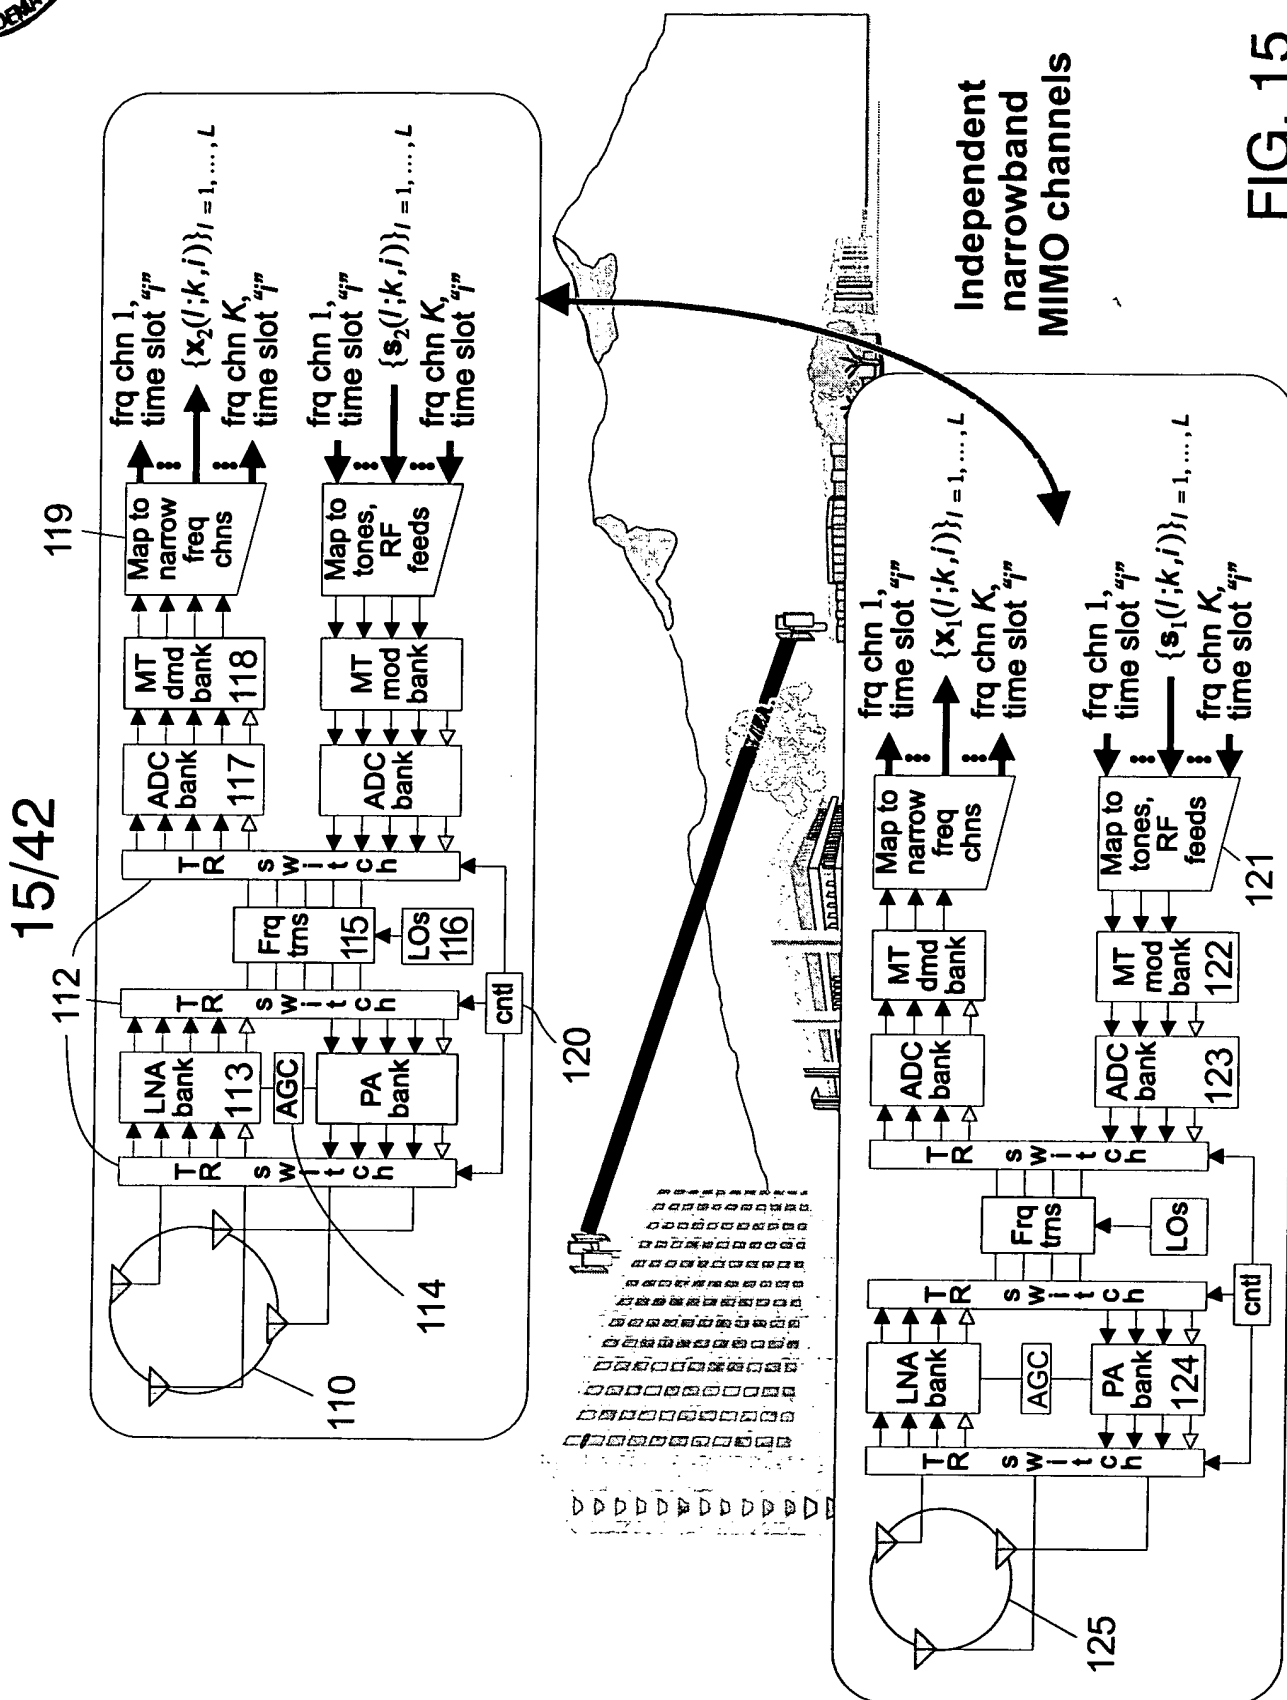 DEMA
15/42
112
119
LNA
bank
113
AGC
PA
bank
114
110
T
R
s
w
i
t
c
h
T
R
s
w
i
t
c
h
T
R
s
w
i
t
c
h
Frq
trns
115
LOs
116
cntl
120
ADC
bank
117
MT
dmd
bank
118
Map to
narrow
freq
chns
frq chn 1,
time slot "i"
{x₂(l;k,i)}l = 1,...,L
frq chn K,
time slot "i"
ADC
bank
MT
mod
bank
Map to
tones,
RF
feeds
frq chn 1,
time slot "i"
{s₂(l;k,i)}l = 1,...,L
frq chn K,
time slot "i"
Independent
narrowband
MIMO channels
125
T
R
s
w
i
t
c
h
LNA
bank
AGC
PA
bank
124
T
R
s
w
i
t
c
h
Frq
trns
LOs
cntl
T
R
s
w
i
t
c
h
ADC
bank
MT
dmd
bank
Map to
narrow
freq
chns
frq chn 1,
time slot "i"
{x₁(l;k,i)}l = 1,...,L
frq chn K,
time slot "i"
ADC
bank
123
MT
mod
bank
122
Map to
tones,
RF
feeds
121
frq chn 1,
time slot "i"
{s₁(l;k,i)}l = 1,...,L
frq chn K,
time slot "i"
FIG. 15